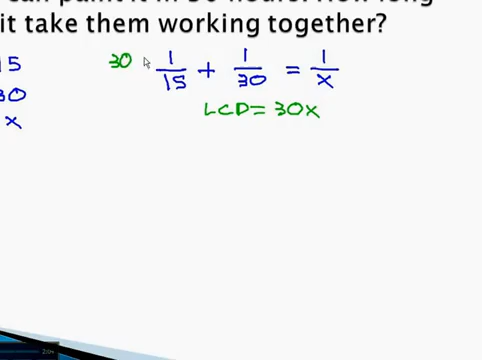 can paint it in 30 hours. How long
it take them working together?
15
30
x
30 1/15 + 1/30 = 1/x
LCD = 30x